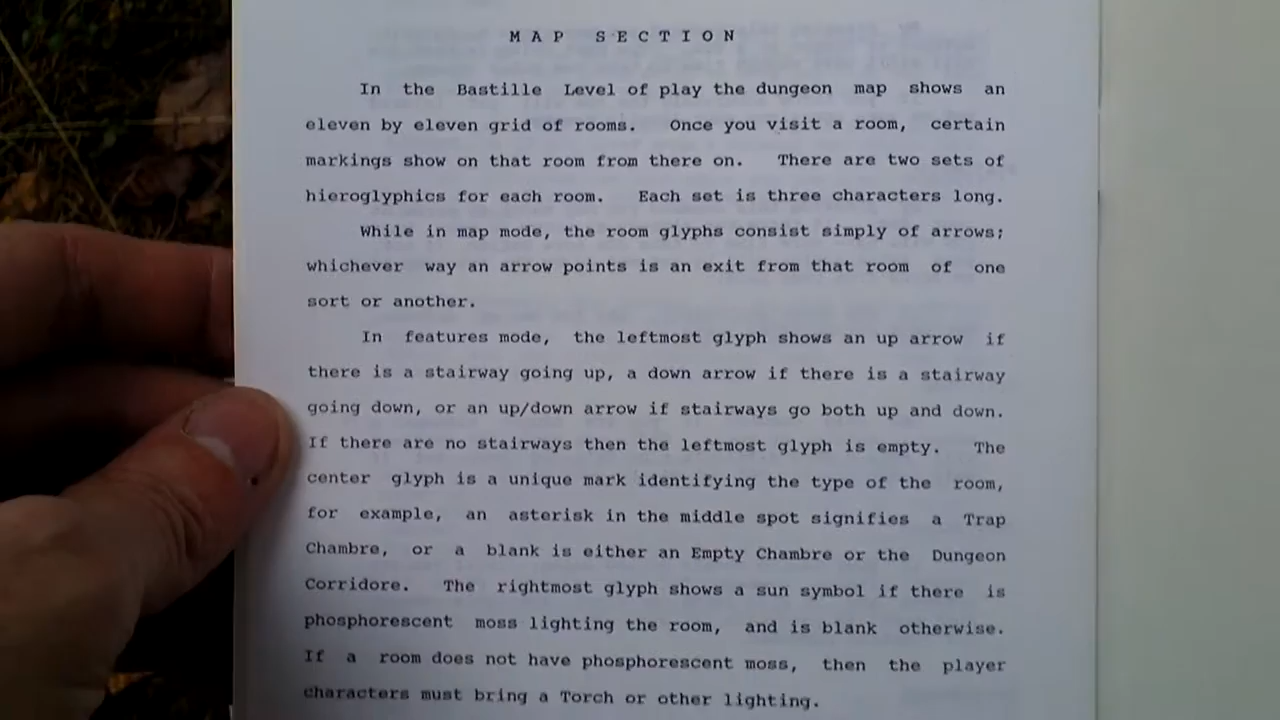 MAP SECTION
In the Bastille Level of play the dungeon map shows an
eleven by eleven grid of rooms. Once you visit a room, certain
markings show on that room from there on. There are two sets of
hieroglyphics for each room. Each set is three characters long.
While in map mode, the room glyphs consist simply of arrows;
whichever way an arrow points is an exit from that room of one
sort or another.
In features mode, the leftmost glyph shows an up arrow if
there is a stairway going up, a down arrow if there is a stairway
going down, or an up/down arrow if stairways go both up and down.
If there are no stairways then the leftmost glyph is empty. The
center glyph is a unique mark identifying the type of the room,
for example, an asterisk in the middle spot signifies a Trap
Chambre, or a blank is either an Empty Chambre or the Dungeon
Corridore. The rightmost glyph shows a sun symbol if there is
phosphorescent moss lighting the room, and is blank otherwise.
If a room does not have phosphorescent moss, then the player
characters must bring a Torch or other lighting.